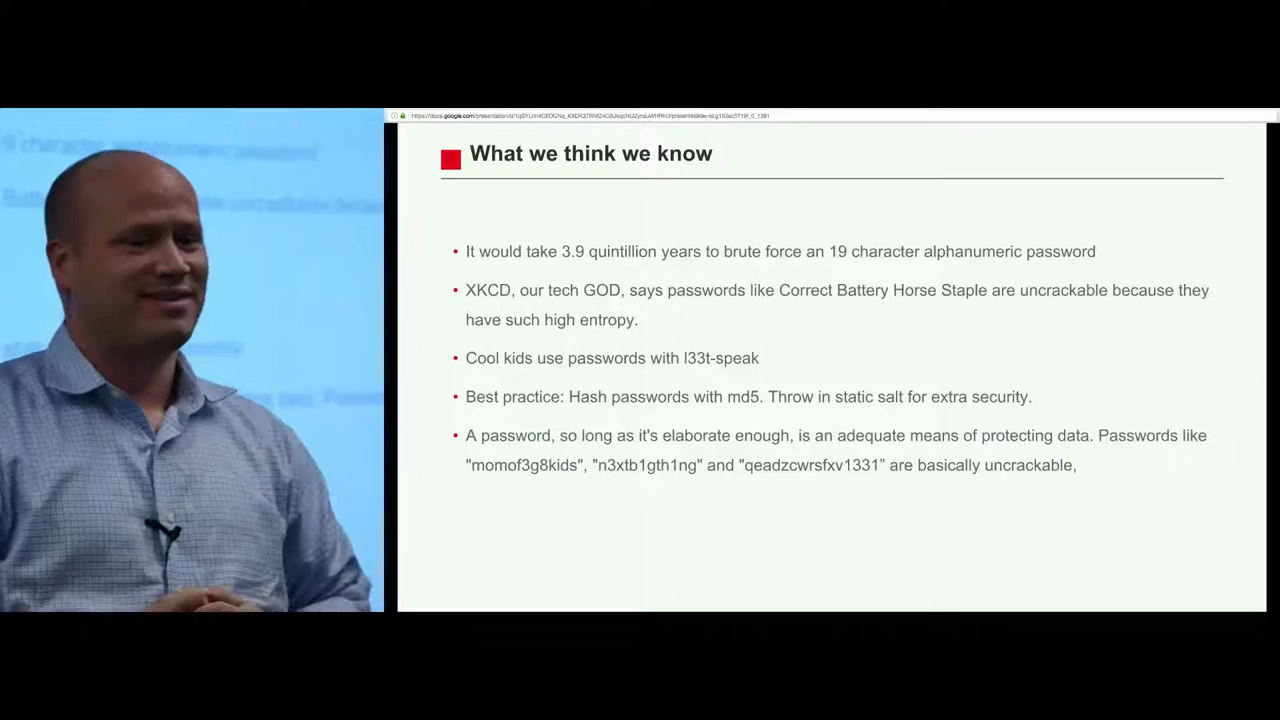 What we think we know
• It would take 3.9 quintillion years to brute force an 19 character alphanumeric password
• XKCD, our tech GOD, says passwords like Correct Battery Horse Staple are uncrackable because they
have such high entropy.
• Cool kids use passwords with l33t-speak
• Best practice: Hash passwords with md5. Throw in static salt for extra security.
• A password, so long as it's elaborate enough, is an adequate means of protecting data. Passwords like
"momof3g8kids", "n3xtb1gth1ng" and "qeadzcwrsfxv1331” are basically uncrackable,